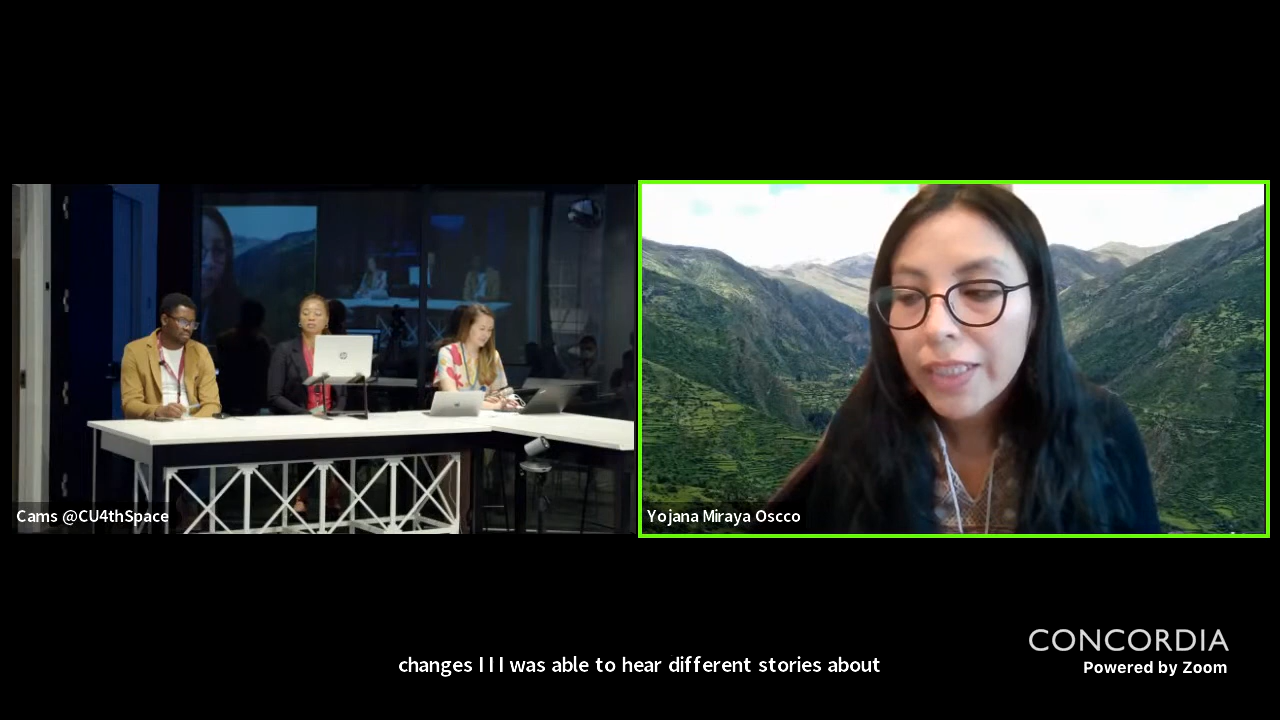 Cams @CU4thSpace
Yojana Miraya Oscco
changes I I I was able to hear different stories about
CONCORDIA
Powered by Zoom